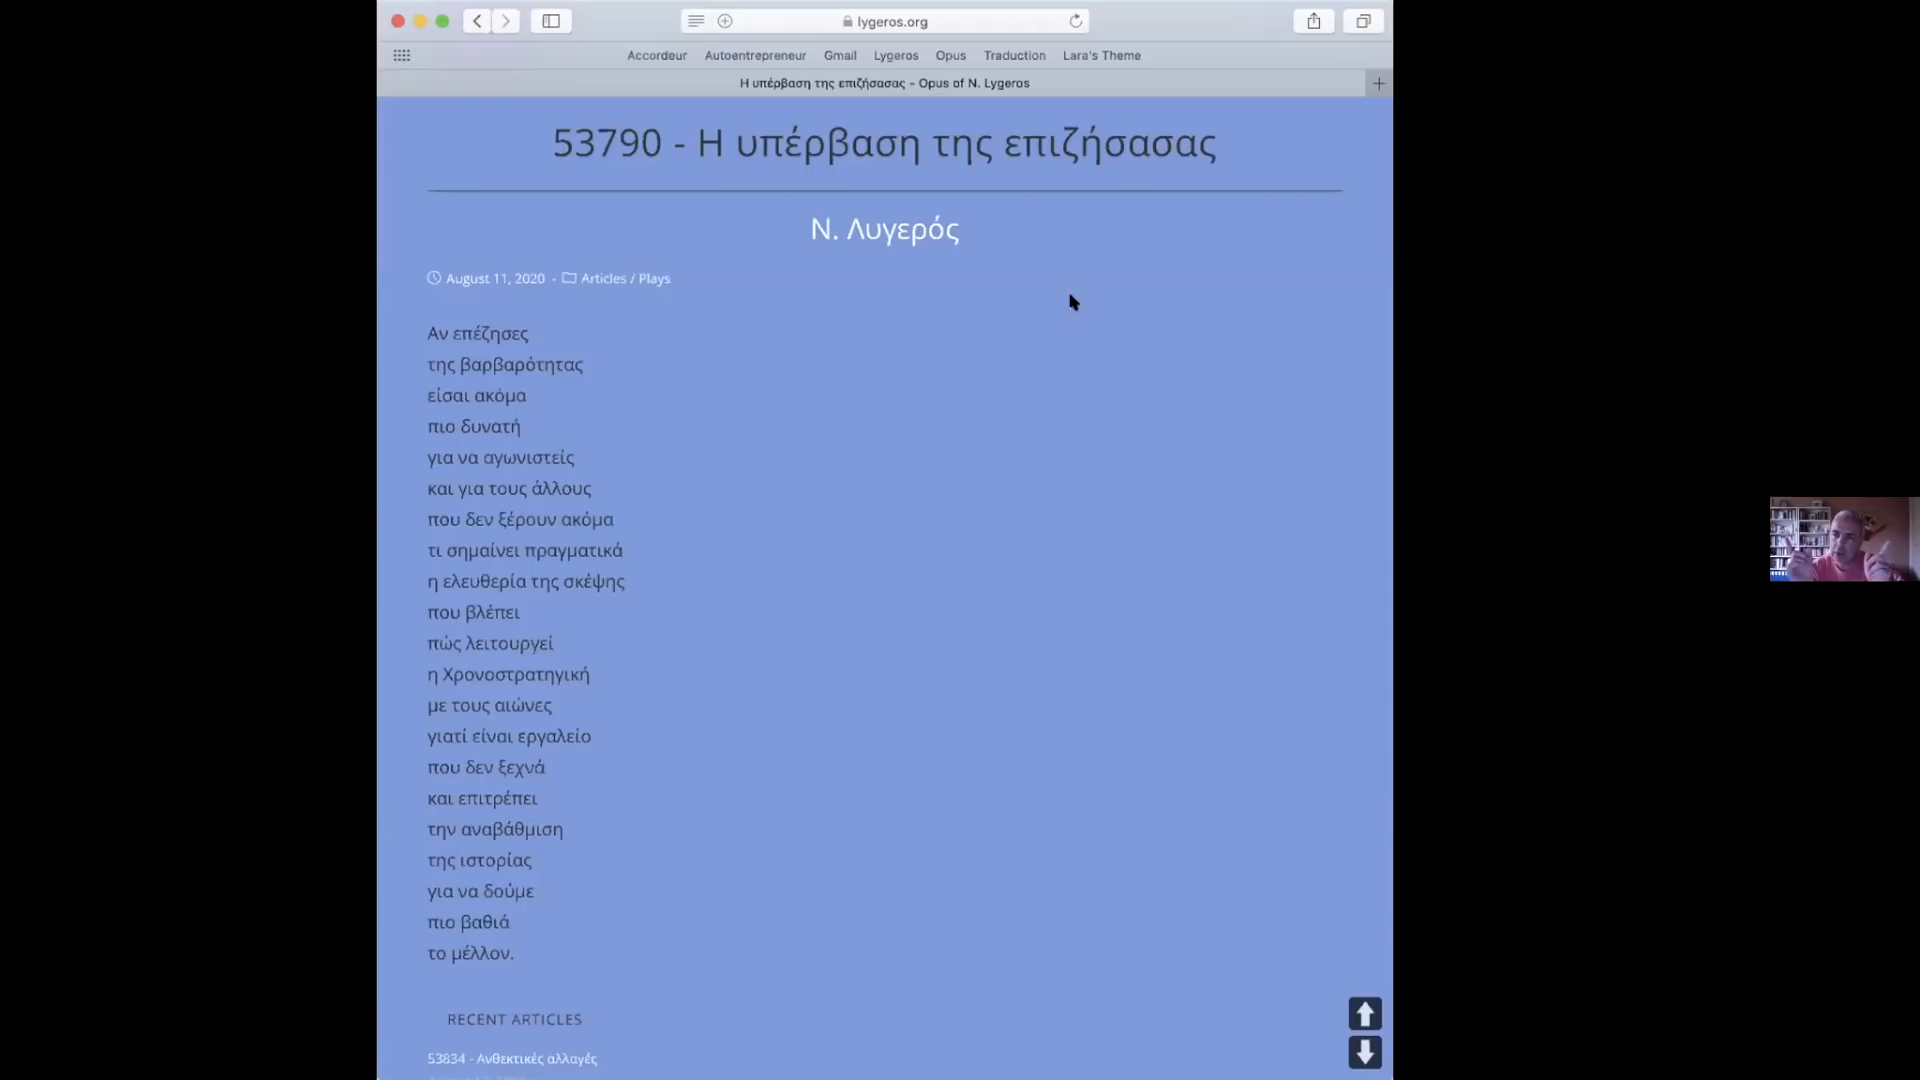 lygeros.org
Accordeur Autoentrepreneur Gmail Lygeros Opus Traduction Lara's Theme
Η υπέρβαση της επιζήσασας – Opus of N. Lygeros
53790 - Η υπέρβαση της επιζήσασας
Ν. Λυγερός
August 11, 2020 - Articles / Plays
Αν επέζησες
της βαρβαρότητας
είσαι ακόμα
πιο δυνατή
για να αγωνιστείς
και για τους άλλους
που δεν ξέρουν ακόμα
τι σημαίνει πραγματικά
η ελευθερία της σκέψης
που βλέπει
πώς λειτουργεί
η Χρονοστρατηγική
με τους αιώνες
γιατί είναι εργαλείο
που δεν ξεχνά
και επιτρέπει
την αναβάθμιση
της ιστορίας
για να δούμε
πιο βαθιά
το μέλλον.
RECENT ARTICLES
53834 - Ανθεκτικές αλλαγές